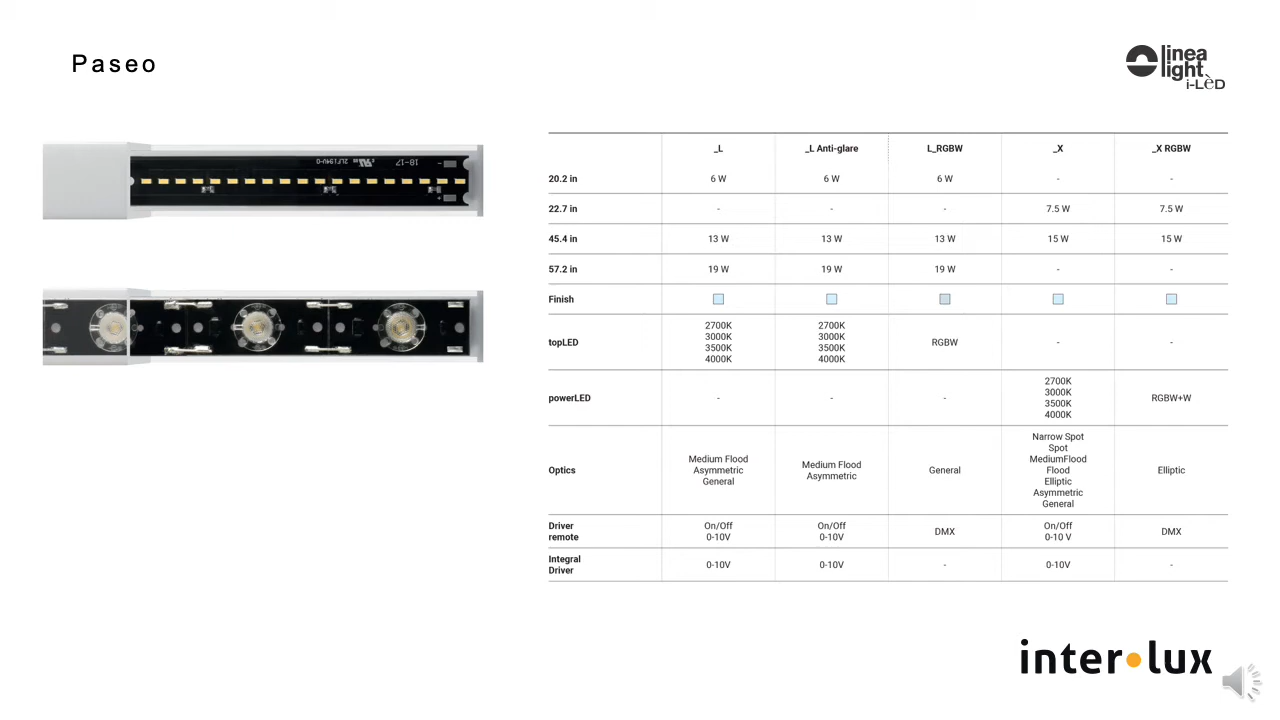 Paseo
linea
light
i-LèD
18-17
2LF194V-0
_L
_L Anti-glare
L_RGBW
_X
_X RGBW
20.2 in 6 W 6 W 6 W - -
22.7 in - - - 7.5 W 7.5 W
45.4 in 13 W 13 W 13 W 15 W 15 W
57.2 in 19 W 19 W 19 W - -
Finish
topLED
2700K
3000K
3500K
4000K
2700K
3000K
3500K
4000K
RGBW
-
-
powerLED
-
-
-
2700K
3000K
3500K
4000K
RGBW+W
Optics
Medium Flood
Asymmetric
General
Medium Flood
Asymmetric
General
Narrow Spot
Spot
MediumFlood
Flood
Elliptic
Asymmetric
General
Elliptic
Driver
remote
On/Off
0-10V
On/Off
0-10V
DMX
On/Off
0-10 V
DMX
Integral
Driver
0-10V
0-10V
-
0-10V
-
inter•lux